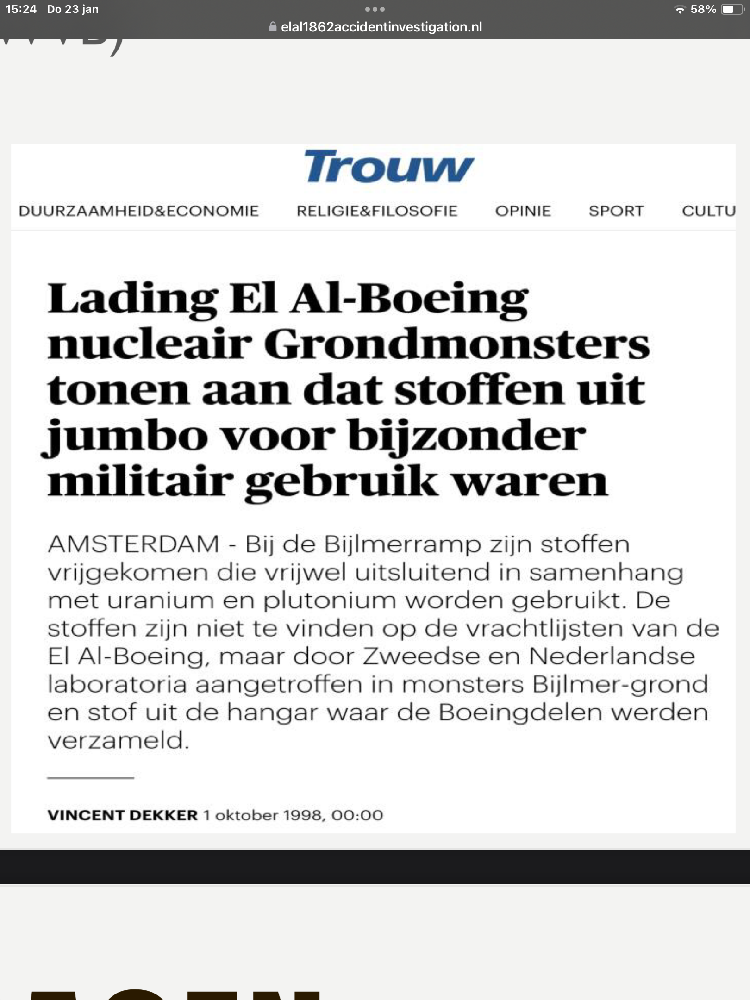 15:24 Do 23 jan
58%
elal1862accidentinvestigation.nl
Trouw
DUURZAAMHEID&ECONOMIE RELIGIE&FILOSOFIE OPINIE SPORT CULTU
Lading El Al-Boeing
nucleair Grondmonsters
tonen aan dat stoffen uit
jumbo voor bijzonder
militair gebruik waren
AMSTERDAM - Bij de Bijlmerramp zijn stoffen
vrijgekomen die vrijwel uitsluitend in samenhang
met uranium en plutonium worden gebruikt. De
stoffen zijn niet te vinden op de vrachtlijsten van de
El Al-Boeing, maar door Zweedse en Nederlandse
laboratoria aangetroffen in monsters Bijlmer-grond
en stof uit de hangar waar de Boeingdelen werden
verzameld.
VINCENT DEKKER 1 oktober 1998, 00:00